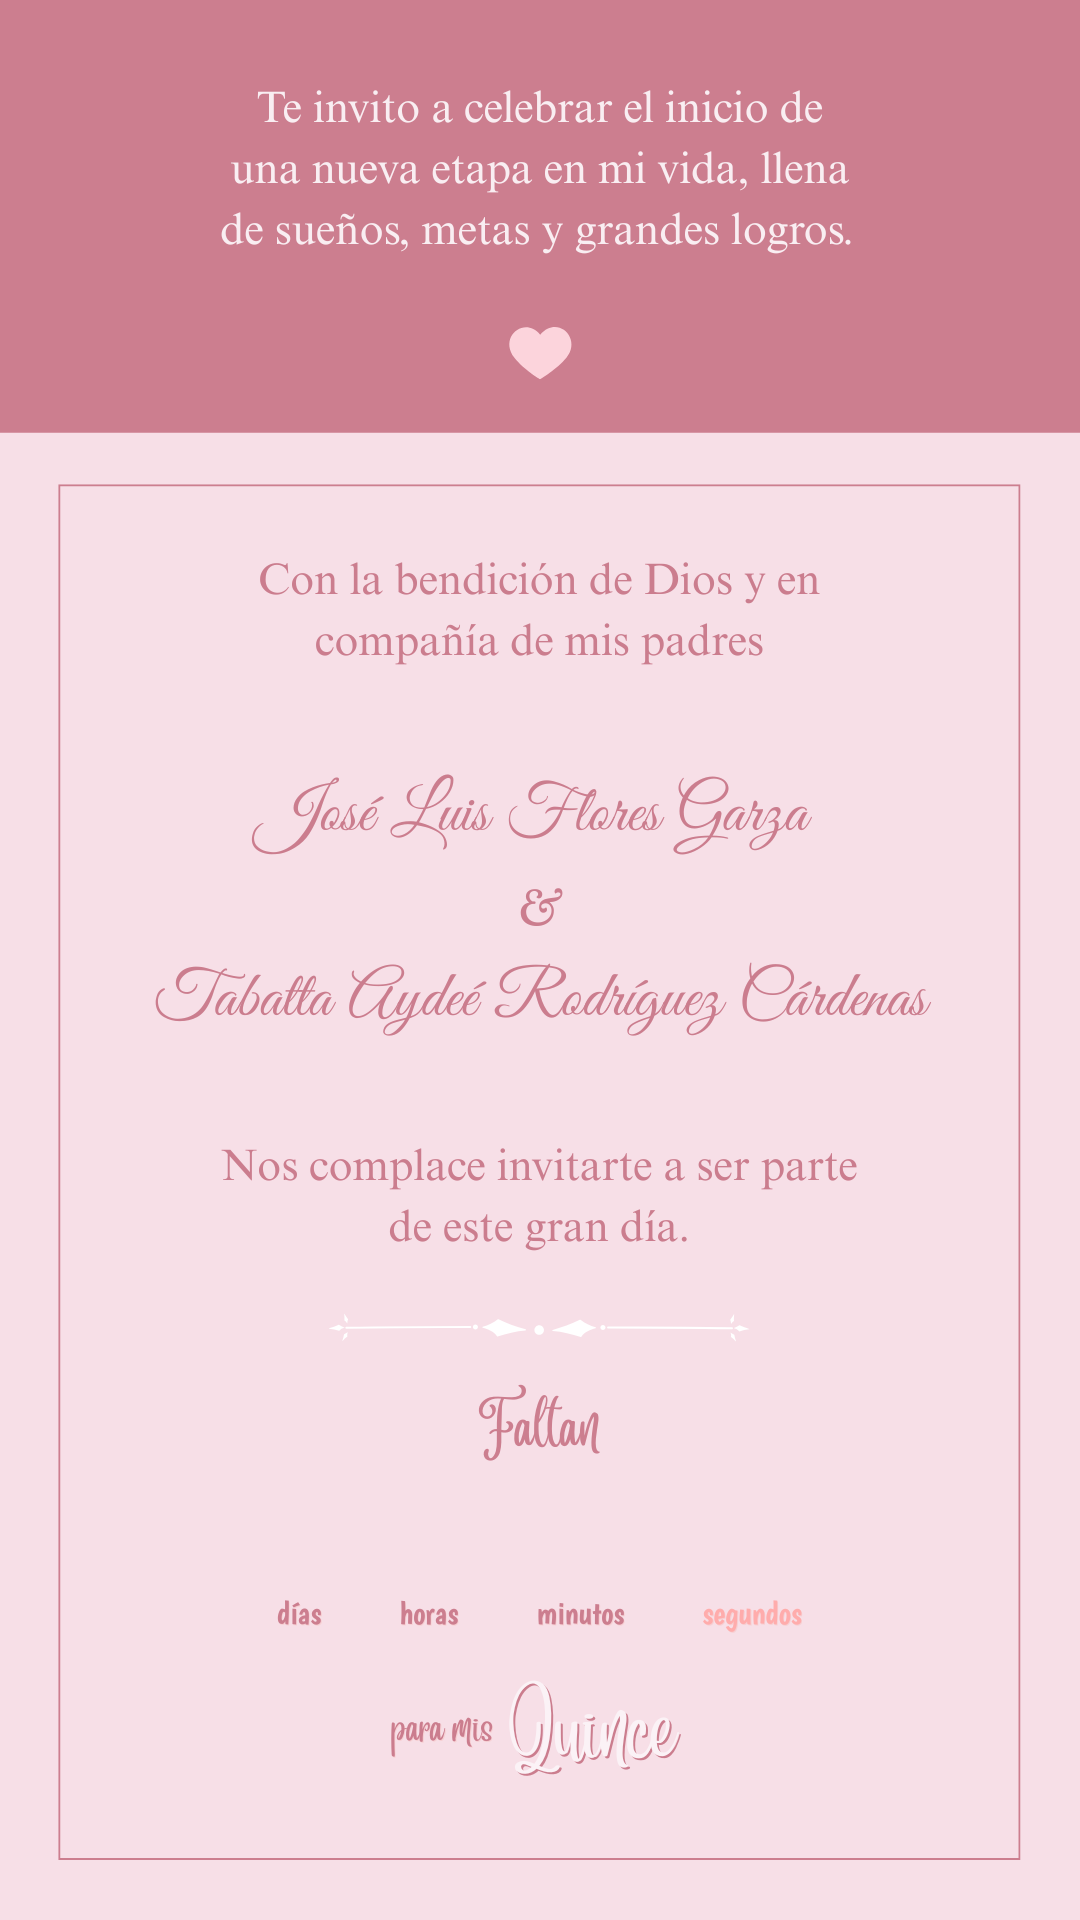 Te invito a celebrar el inicio de
una nueva etapa en mi vida, llena
de sueños, metas y grandes logros.
Con la bendición de Dios y en
compañía de mis padres
José Luis Flores Garza
&
Tabatta Aydeé Rodríguez Cárdenas
Nos complace invitarte a ser parte
de este gran día.
Faltan
días horas minutos segundos
para mis Quince